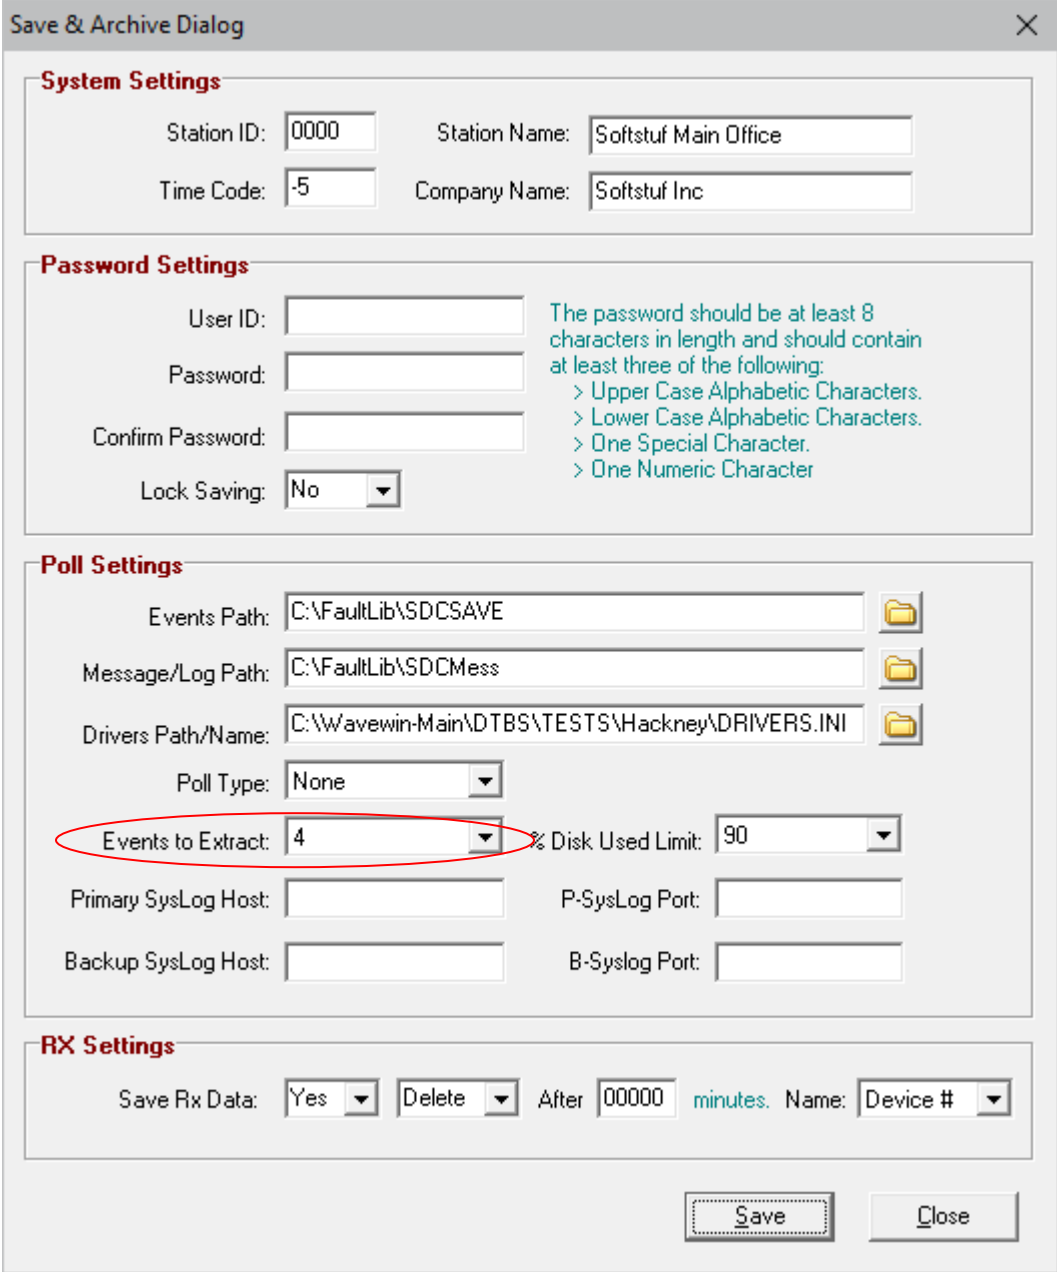 Save & Archive Dialog
System Settings
Station ID: 0000 Station Name: Softstuf Main Office
Time Code: -5 Company Name: Softstuf Inc
Password Settings
User ID:
Password:
Confirm Password:
Lock Saving: No
The password should be at least 8
characters in length and should contain
at least three of the following:
> Upper Case Alphabetic Characters.
> Lower Case Alphabetic Characters.
> One Special Character.
> One Numeric Character
Poll Settings
Events Path: C:\FaultLib\SDCSAVE
Message/Log Path: C:\FaultLib\SDCMess
Drivers Path/Name: C:\Wavewin-Main\DTBS\TESTS\Hackney\DRIVERS.INI
Poll Type: None
Events to Extract: 4 % Disk Used Limit: 90
Primary SysLog Host: P-SysLog Port:
Backup SysLog Host: B-Syslog Port:
RX Settings
Save Rx Data: Yes Delete After 00000 minutes. Name: Device #
Save Close